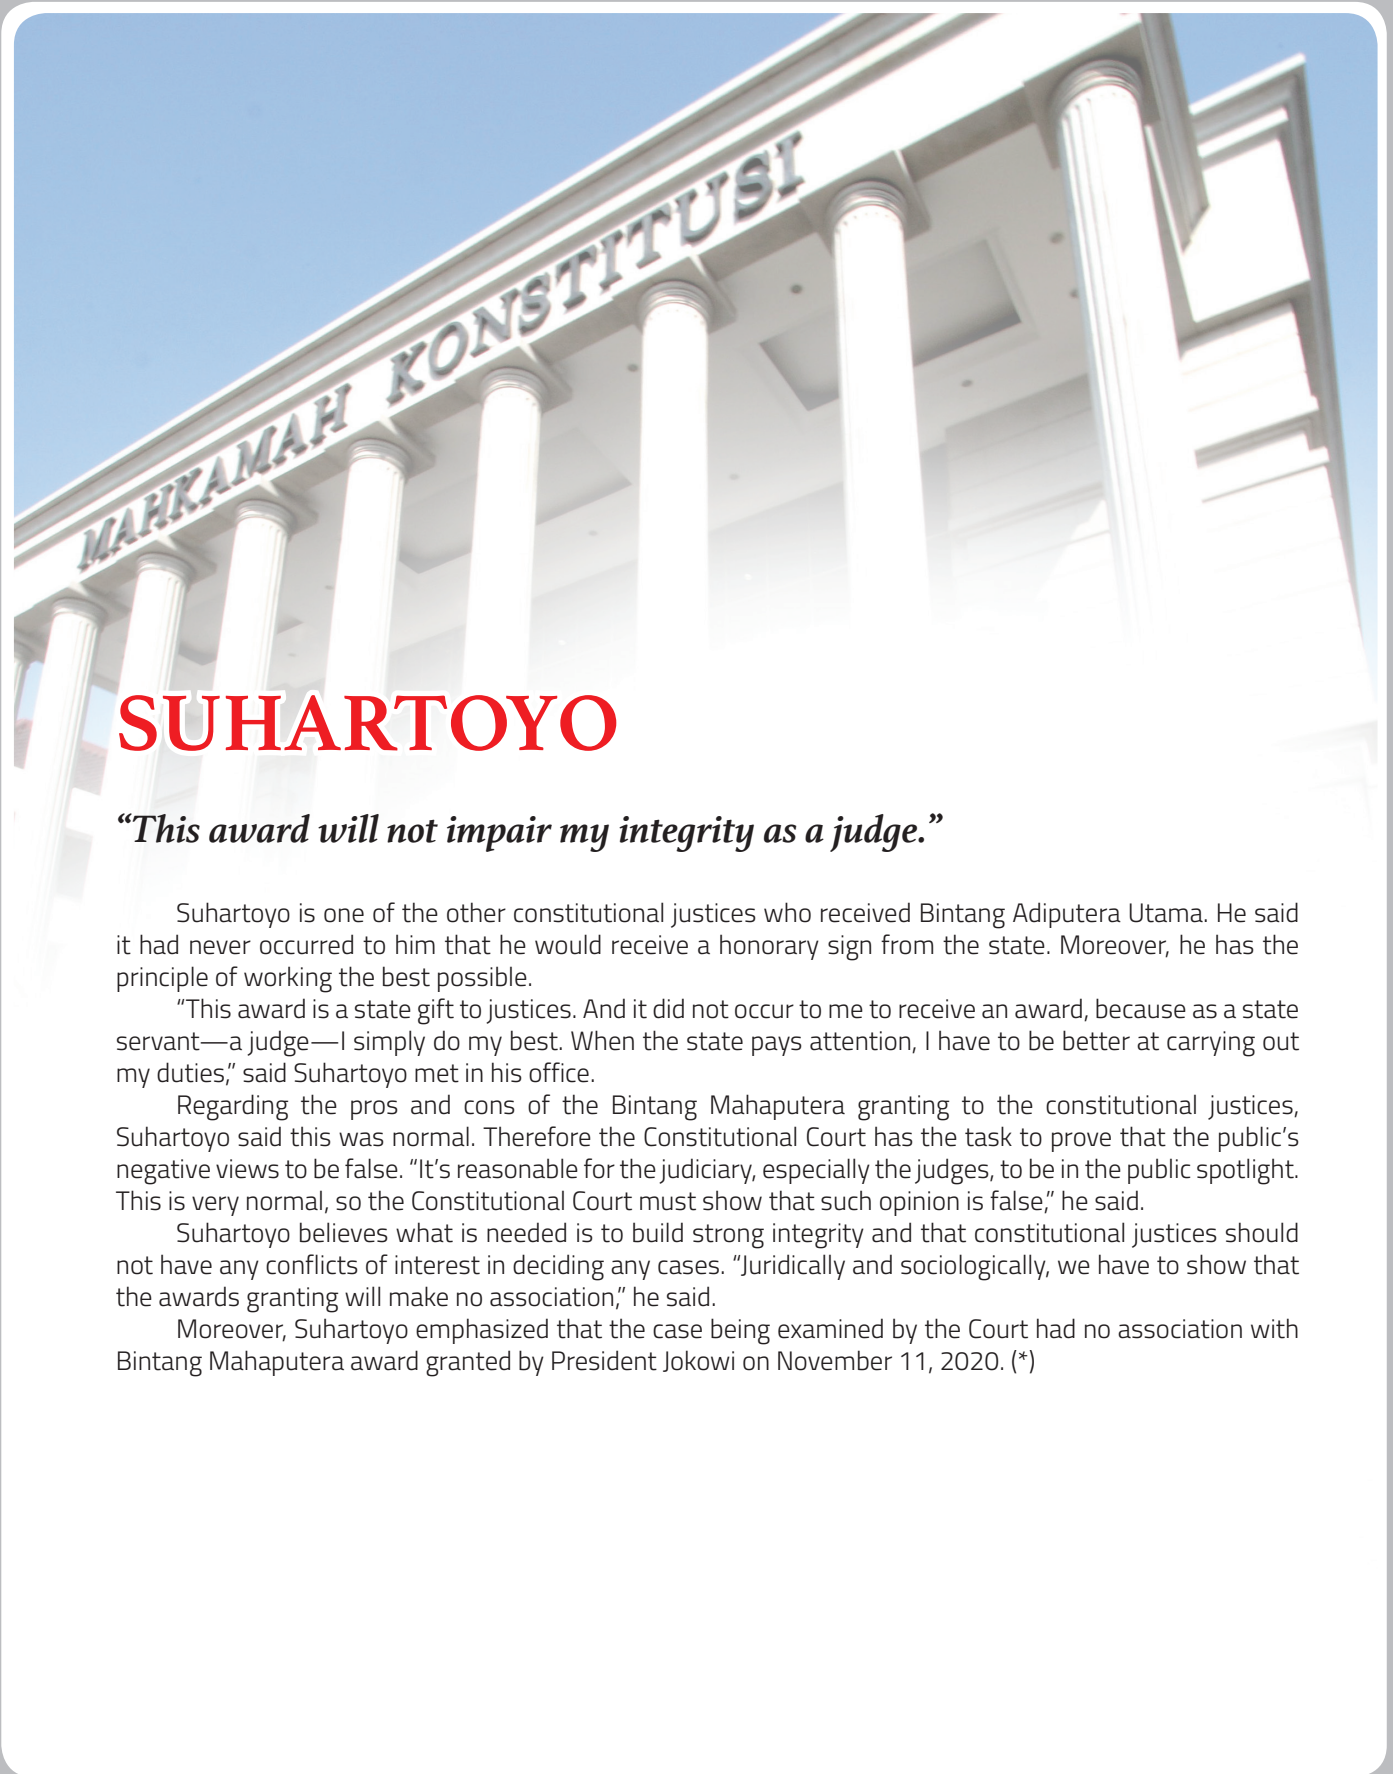 MAHKAMAH KONSTITUSI
SUHARTOYO
“This award will not impair my integrity as a judge.”
Suhartoyo is one of the other constitutional justices who received Bintang Adiputera Utama. He said
it had never occurred to him that he would receive a honorary sign from the state. Moreover, he has the
principle of working the best possible.
“This award is a state gift to justices. And it did not occur to me to receive an award, because as a state
servant—a judge—I simply do my best. When the state pays attention, I have to be better at carrying out
my duties,” said Suhartoyo met in his office.
Regarding the pros and cons of the Bintang Mahaputera granting to the constitutional justices,
Suhartoyo said this was normal. Therefore the Constitutional Court has the task to prove that the public’s
negative views to be false. “It’s reasonable for the judiciary, especially the judges, to be in the public spotlight.
This is very normal, so the Constitutional Court must show that such opinion is false,” he said.
Suhartoyo believes what is needed is to build strong integrity and that constitutional justices should
not have any conflicts of interest in deciding any cases. “Juridically and sociologically, we have to show that
the awards granting will make no association,” he said.
Moreover, Suhartoyo emphasized that the case being examined by the Court had no association with
Bintang Mahaputera award granted by President Jokowi on November 11, 2020. (*)